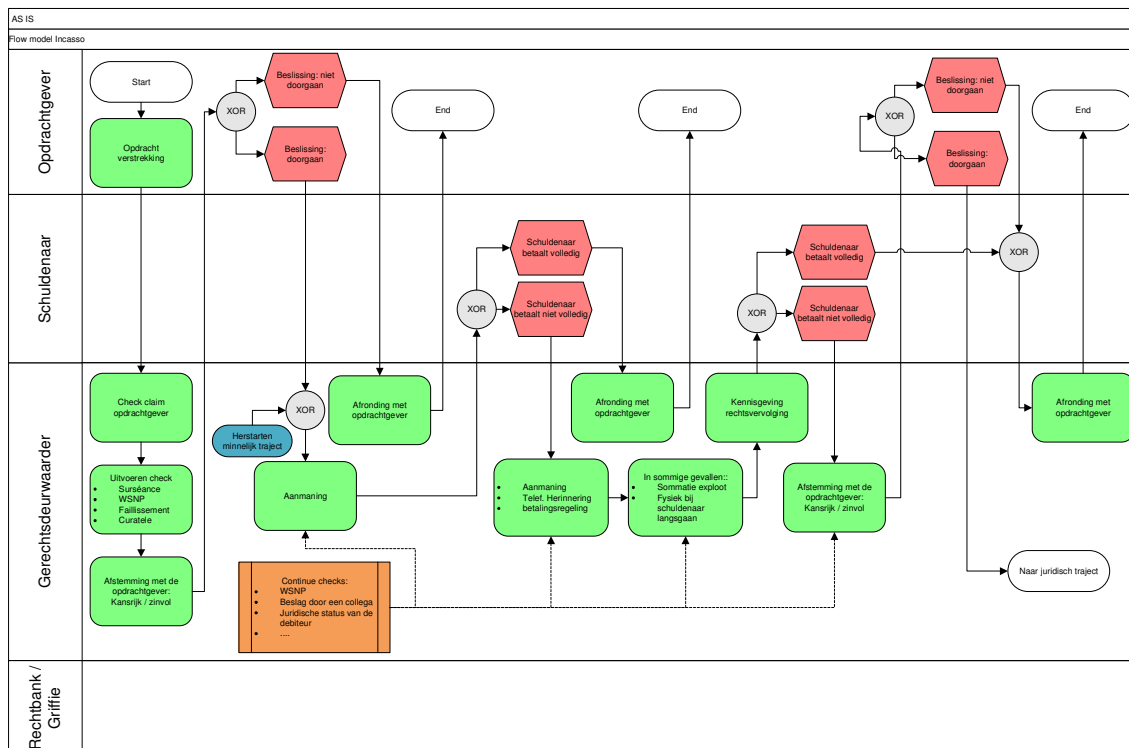 AS IS
Flow model Incasso
Opdrachtgever
Start
Opdracht
verstrekking
XOR
Beslissing: niet
doorgaan
Beslissing:
doorgaan
End
End
XOR
Beslissing: niet
doorgaan
Beslissing:
doorgaan
End
Schuldenaar
XOR
Schuldenaar
betaalt volledig
Schuldenaar
betaalt niet volledig
XOR
Schuldenaar
betaalt volledig
Schuldenaar
betaalt niet volledig
XOR
Gerechtsdeurwaarder
Check claim
opdrachtgever
Uitvoeren check
• Surséance
• WSNP
• Faillissement
• Curatele
Afstemming met de
opdrachtgever:
Kansrijk / zinvol
XOR
Herstarten
minnelijk traject
Aanmaning
Afronding met
opdrachtgever
Continue checks:
• WSNP
• Beslag door een collega
• Juridische status van de
debiteur
• ....
Aanmaning
• Telef. Herinnering
• betalingsregeling
Afronding met
opdrachtgever
In sommige gevallen::
• Sommatie exploot
• Fysiek bij
schuldenaar
langsgaan
Kennisgeving
rechtsvervolging
Afstemming met de
opdrachtgever:
Kansrijk / zinvol
Afronding met
opdrachtgever
Naar juridisch traject
Rechtbank /
Griffie